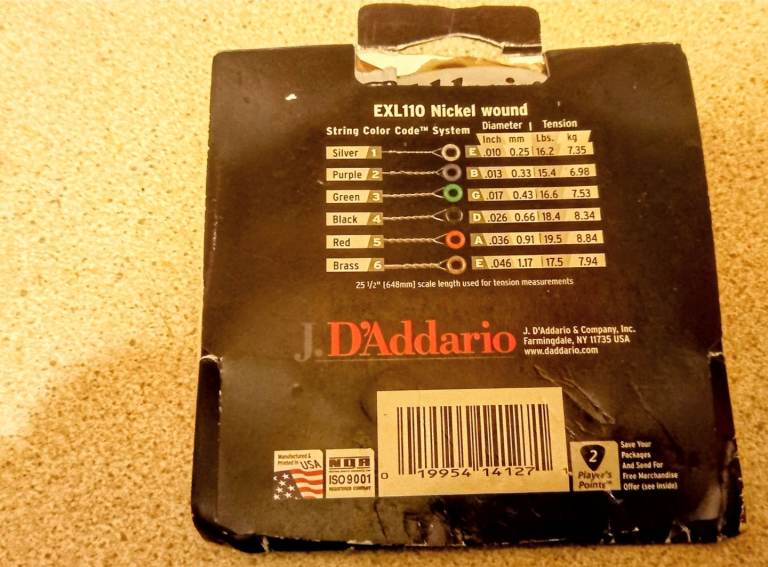 EXL110 Nickel wound
String Color Code™ System Diameter | Tension
Inch mm Lbs. kg
Silver 1 E .010 0.25 16.2 7.35
Purple 2 B .013 0.33 15.4 6.98
Green 3 G .017 0.43 16.6 7.53
Black 4 D .026 0.66 18.4 8.34
Red 5 A .036 0.91 19.5 8.84
Brass 6 E .046 1.17 17.5 7.94
25 1/2" [648mm] scale length used for tension measurements
J. D'Addario
J. D'Addario & Company, Inc.
Farmingdale, NY 11735 USA
www.daddario.com
Manufactured &
Printed in USA
NQA
ISO 9001
REGISTERED COMPANY
0 19954 14127 1
2
Player's
Points™
Save Your
Packages
And Send For
Free Merchandise
Offer (see inside)